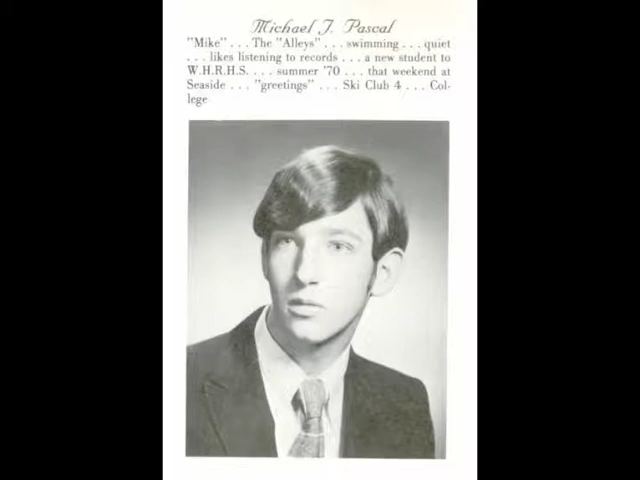 Michael J. Pascal
"Mike" . . . The "Alleys" . . . swimming . . . quiet
. . . likes listening to records . . . a new student to
W.H.R.H.S. . . . summer '70 . . . that weekend at
Seaside . . . "greetings" . . . Ski Club 4 . . . Col-
lege